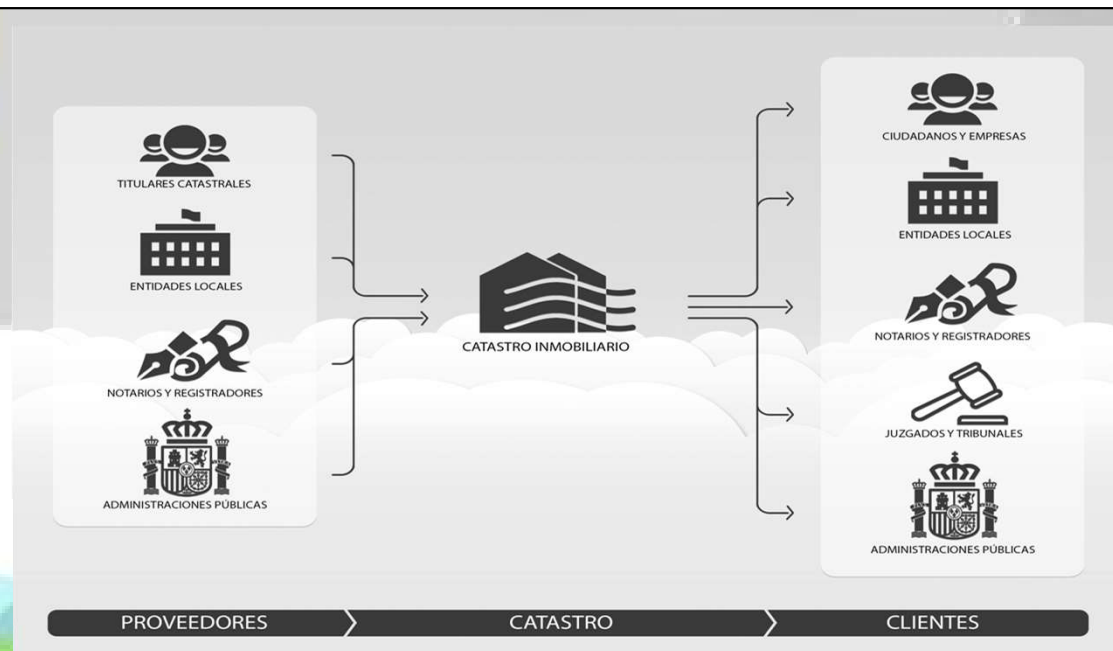 TITULARES CATASTRALES
ENTIDADES LOCALES
NOTARIOS Y REGISTRADORES
ADMINISTRACIONES PÚBLICAS
CATASTRO INMOBILIARIO
CIUDADANOS Y EMPRESAS
ENTIDADES LOCALES
NOTARIOS Y REGISTRADORES
JUZGADOS Y TRIBUNALES
ADMINISTRACIONES PÚBLICAS
PROVEEDORES
CATASTRO
CLIENTES